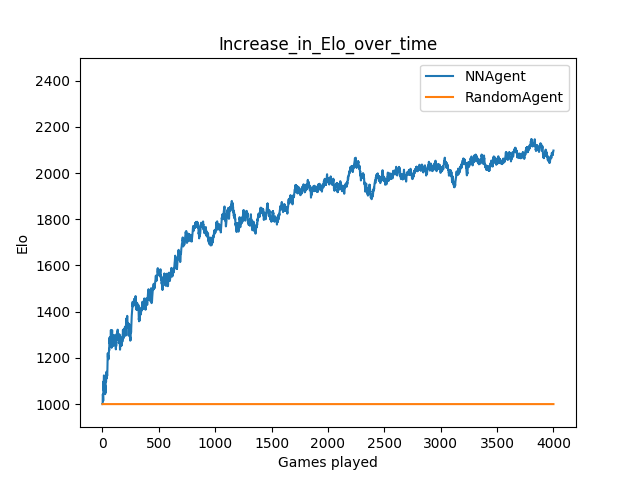 Increase_in_Elo_over_time
NNAgent
RandomAgent
2400
2200
2000
1800
1600
1400
1200
1000
Elo
0 500 1000 1500 2000 2500 3000 3500 4000
Games played